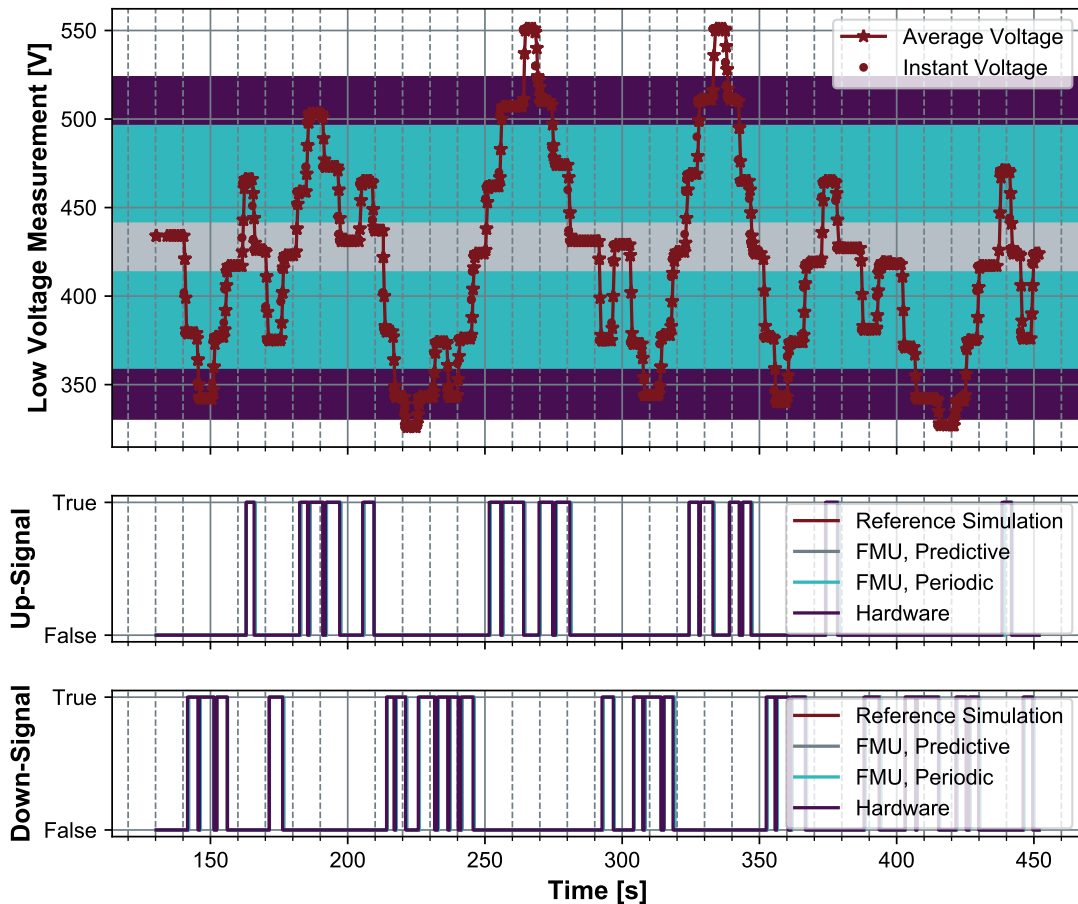 Low Voltage Measurement [V]
550
500
450
400
350
Average Voltage
Instant Voltage
Up-Signal
True
False
Reference Simulation
FMU, Predictive
FMU, Periodic
Hardware
Down-Signal
True
False
Reference Simulation
FMU, Predictive
FMU, Periodic
Hardware
150
200
250
300
350
400
450
Time [s]